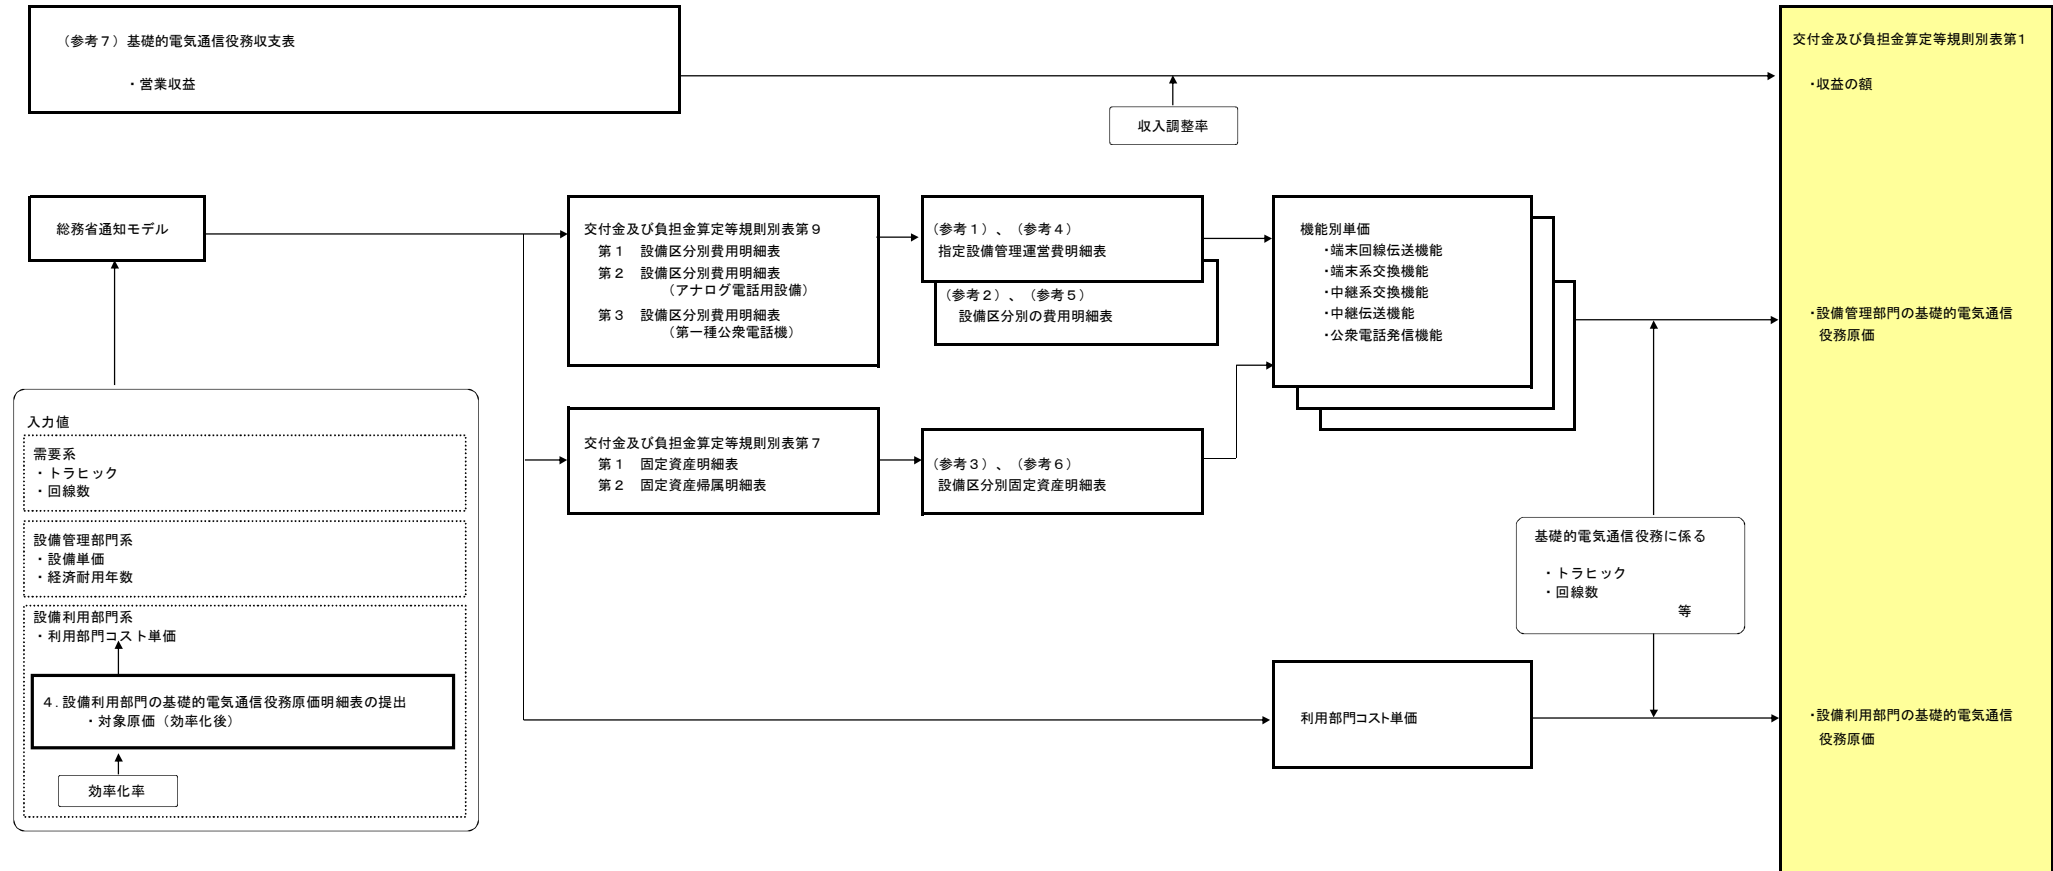 （参考７）基礎的電気通信役務収支表
・営業収益
収入調整率
交付金及び負担金算定等規則別表第１
・収益の額
・設備管理部門の基礎的電気通信
役務原価
・設備利用部門の基礎的電気通信
役務原価
総務省通知モデル
交付金及び負担金算定等規則別表第９
第１　設備区分別費用明細表
第２　設備区分別費用明細表
（アナログ電話用設備）
第３　設備区分別費用明細表
（第一種公衆電話機）
（参考１）、（参考４）
指定設備管理運営費明細表
（参考２）、（参考５）
設備区分別の費用明細表
機能別単価
・端末回線伝送機能
・端末系交換機能
・中継系交換機能
・中継伝送機能
・公衆電話発信機能
交付金及び負担金算定等規則別表第７
第１　固定資産明細表
第２　固定資産帰属明細表
（参考３）、（参考６）
設備区分別固定資産明細表
入力値
需要系
・トラヒック
・回線数
設備管理部門系
・設備単価
・経済耐用年数
設備利用部門系
・利用部門コスト単価
４.設備利用部門の基礎的電気通信役務原価明細表の提出
・対象原価（効率化後）
効率化率
基礎的電気通信役務に係る
・トラヒック
・回線数
等
利用部門コスト単価